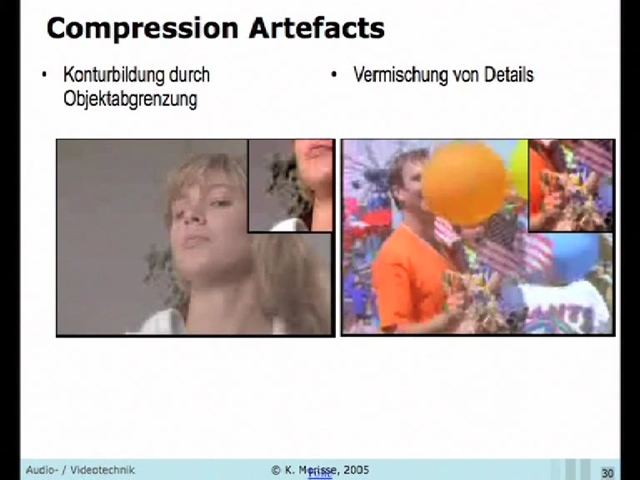 Compression Artefacts
• Konturbildung durch
Objektabgrenzung
• Vermischung von Details
Audio- / Videotechnik
© K. Morisse, 2005
30